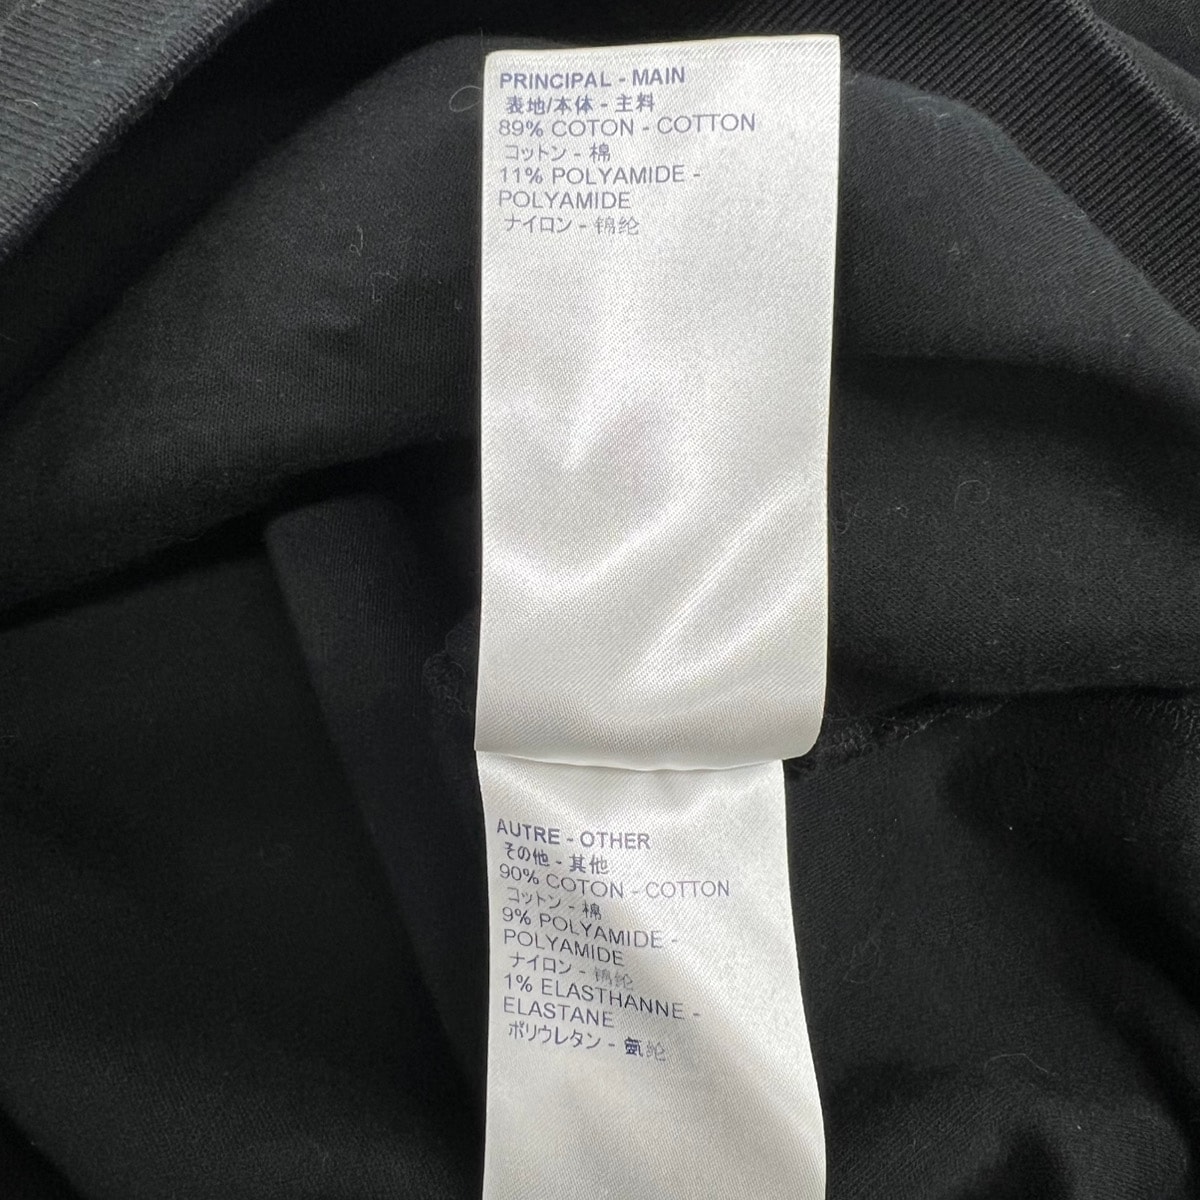 PRINCIPAL - MAIN
表地/本体 - 主料
89% COTON - COTTON
コットン - 棉
11% POLYAMIDE -
POLYAMIDE
ナイロン - 锦纶
AUTRE - OTHER
その他 - 其他
90% COTON - COTTON
コットン - 棉
9% POLYAMIDE -
POLYAMIDE
ナイロン - 锦纶
1% ELASTHANNE -
ELASTANE
ポリウレタン - 氨纶